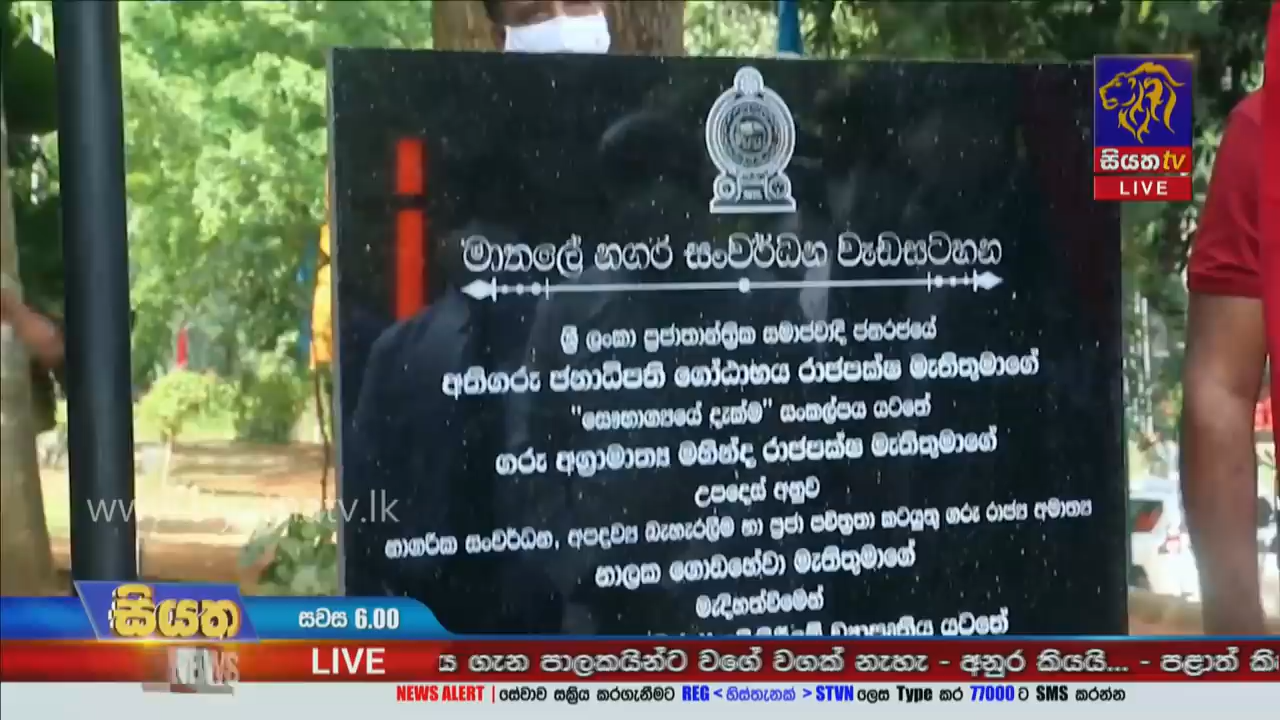 සියත tv
LIVE
මාතලේ නගර සංවර්ධන වැඩසටහන
ශ්‍රී ලංකා ප්‍රජාතාන්ත්‍රික සමාජවාදී ජනරජයේ
අතිගරු ජනාධිපති ගෝඨාභය රාජපක්ෂ මැතිතුමාගේ
"සෞභාග්‍යයේ දැක්ම" සංකල්පය යටතේ
ගරු අග්‍රාමාත්‍ය මහින්ද රාජපක්ෂ මැතිතුමාගේ
උපදෙස් අනුව
නාගරික සංවර්ධන, අපද්‍රව්‍ය බැහැරලීම හා ප්‍රජා පවිත්‍රතා කටයුතු ගරු රාජ්‍ය අමාත්‍ය
නාලක ගොඩහේවා මැතිතුමාගේ
මැදිහත්වීමෙන්
ව්‍යාපෘතිය යටතේ
සියත
NEWS
සවස 6.00
LIVE
ය ගැන පාලකයින්ට වගේ වගක් නැහැ - අනුර කියයි... - පළාත් කි
NEWS ALERT | සේවාව සක්‍රිය කරගැනීමට REG < හිස්තැනක් > STVN ලෙස Type කර 77000 ට SMS කරන්න